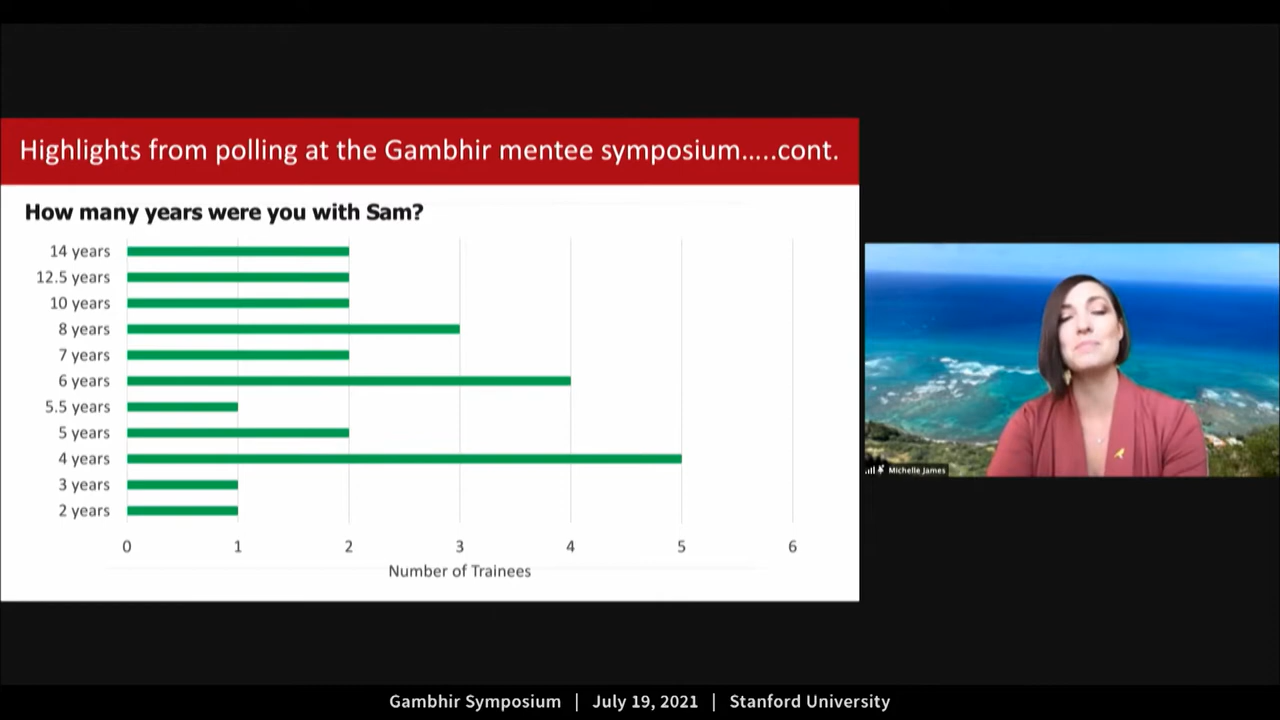 Highlights from polling at the Gambhir mentee symposium.....cont.
How many years were you with Sam?
14 years
12.5 years
10 years
8 years
7 years
6 years
5.5 years
5 years
4 years
3 years
2 years
0 1 2 3 4 5 6
Number of Trainees
Michelle James
Gambhir Symposium | July 19, 2021 | Stanford University